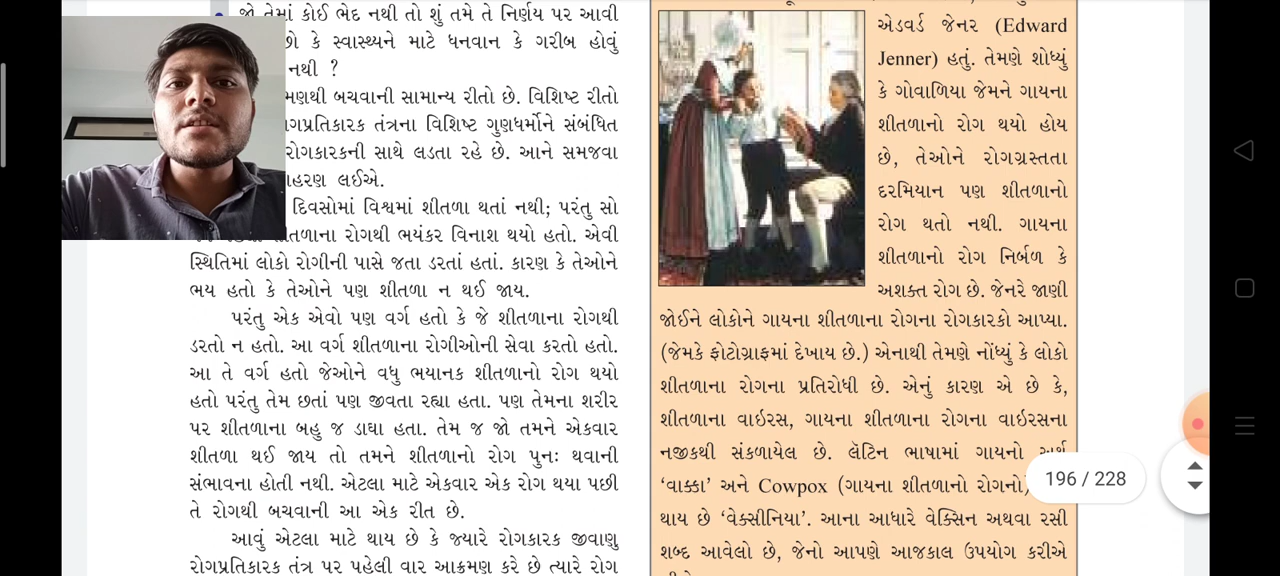 જો તેમાં કોઈ ભેદ નથી તો શું તમે તે નિર્ણય પર આવી
કે સ્વાસ્થ્યને માટે ધનવાન કે ગરીબ હોવું
નથી ?
બચવાની સામાન્ય રીતો છે. વિશિષ્ટ રીતો
તંત્રના વિશિષ્ટ ગુણધર્મોને સંબંધિત
રોગકારકની સાથે લડતા રહે છે. આને સમજવા
લઈએ.
દિવસોમાં વિશ્વમાં શીતળા થતાં નથી; પરંતુ સો
રોગથી ભયંકર વિનાશ થયો હતો. એવી
સ્થિતિમાં લોકો રોગીની પાસે જતા ડરતાં હતાં. કારણ કે તેઓને
ભય હતો કે તેઓને પણ શીતળા ન થઈ જાય.
પરંતુ એક એવો પણ વર્ગ હતો કે જે શીતળાના રોગથી
ડરતો ન હતો. આ વર્ગ શીતળાના રોગીઓની સેવા કરતો હતો.
આ તે વર્ગ હતો જેઓને વધુ ભયાનક શીતળાનો રોગ થયો
હતો પરંતુ તેમ છતાં પણ જીવતા રહ્યા હતા. પણ તેમના શરીર
પર શીતળાના બહુ જ ડાઘા હતા. તેમ જ જો તમને એકવાર
શીતળા થઈ જાય તો તમને શીતળાનો રોગ પુનઃ થવાની
સંભાવના હોતી નથી. એટલા માટે એકવાર એક રોગ થયા પછી
તે રોગથી બચવાની આ એક રીત છે.
આવું એટલા માટે થાય છે કે જ્યારે રોગકારક જીવાણુ
રોગપ્રતિકારક તંત્ર પર પહેલી વાર આક્રમણ કરે છે ત્યારે રોગ
એડવર્ડ જેનર (Edward
Jenner) હતું. તેમણે શોધ્યું
કે ગોવાળિયા જેમને ગાયના
શીતળાનો રોગ થયો હોય
છે, તેઓને રોગગ્રસ્તતા
દરમિયાન પણ શીતળાનો
રોગ થતો નથી. ગાયના
શીતળાનો રોગ નિર્બળ કે
અશક્ત રોગ છે. જેનરે જાણી
જોઈને લોકોને ગાયના શીતળાના રોગના રોગકારકો આપ્યા.
(જેમકે ફોટોગ્રાફમાં દેખાય છે.) એનાથી તેમણે નોંધ્યું કે લોકો
શીતળાના રોગના પ્રતિરોધી છે. એનું કારણ એ છે કે,
શીતળાના વાઇરસ, ગાયના શીતળાના રોગના વાઇરસના
નજીકથી સંકળાયેલ છે. લૅટિન ભાષામાં ગાયનો અર્થ
‘વાક્કા’ અને Cowpox (ગાયના શીતળાનો રોગનો)
થાય છે ‘વેક્સીનિયા’. આના આધારે વેક્સિન અથવા રસી
શબ્દ આવેલો છે, જેનો આપણે આજકાલ ઉપયોગ કરીએ
196 / 228